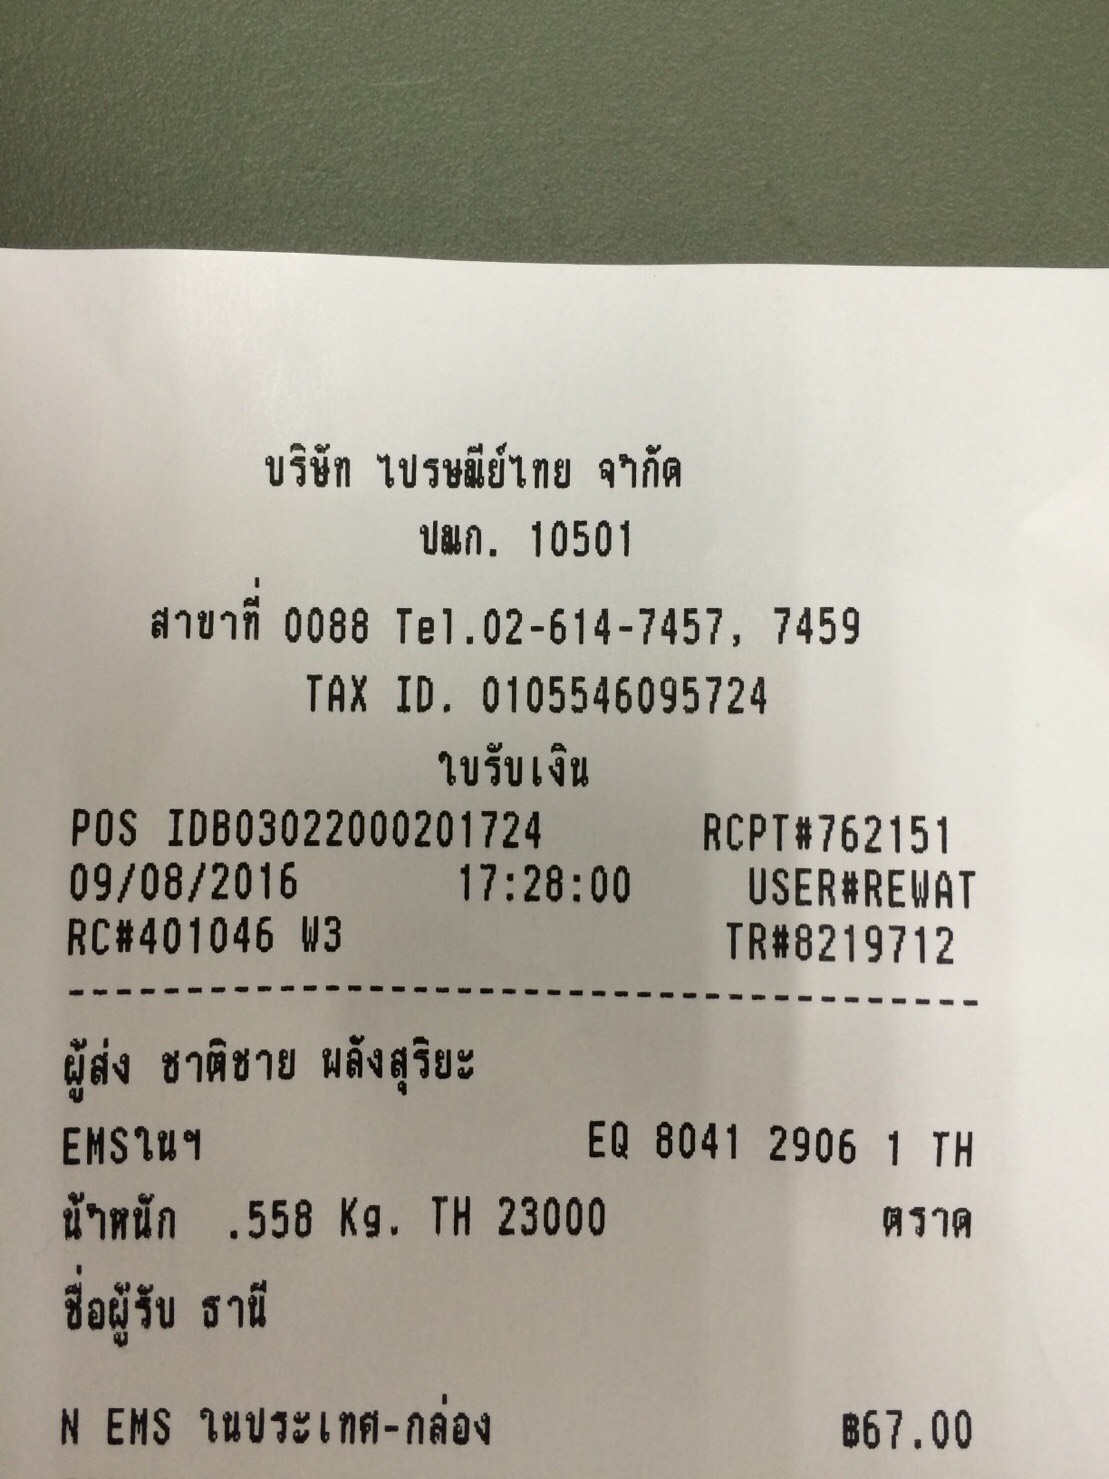 บริษัท ไปรษณีย์ไทย จำกัด
ปณก. 10501
สาขาที่ 0088 Tel.02-614-7457, 7459
TAX ID. 0105546095724
ใบรับเงิน
POS IDB03022000201724 RCPT#762151
09/08/2016 17:28:00 USER#REWAT
RC#401046 W3 TR#8219712
ผู้ส่ง ชาติชาย พลังสุริยะ
EMSในฯ EQ 8041 2906 1 TH
น้ำหนัก .558 Kg. TH 23000 ตราด
ชื่อผู้รับ ธานี
N EMS ในประเทศ-กล่อง ฿67.00